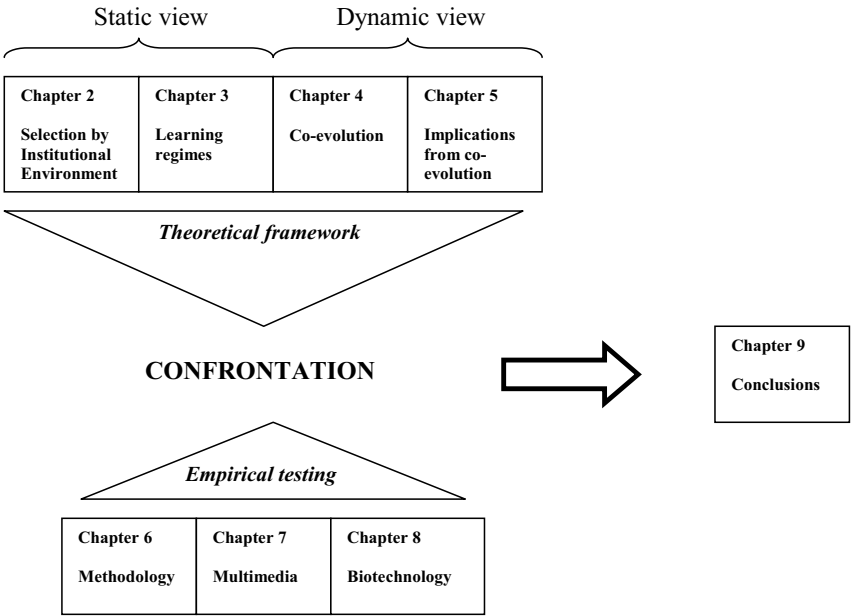 Static view
Dynamic view
Chapter 2
Selection by
Institutional
Environment
Chapter 3
Learning
regimes
Chapter 4
Co-evolution
Chapter 5
Implications
from co-
evolution
Theoretical framework
CONFRONTATION
Chapter 9
Conclusions
Empirical testing
Chapter 6
Methodology
Chapter 7
Multimedia
Chapter 8
Biotechnology